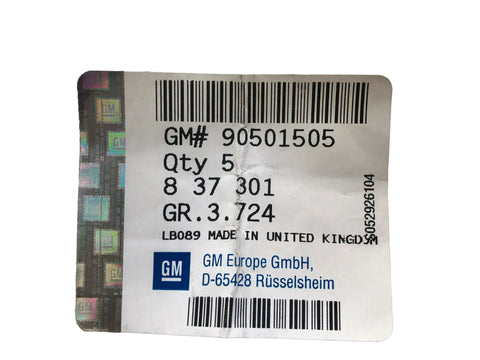 GM# 90501505
Qty 5
8 37 301
GR.3.724
LB089 MADE IN UNITED KINGDOM
S052926104
GM
GM Europe GmbH,
D-65428 Rüsselsheim